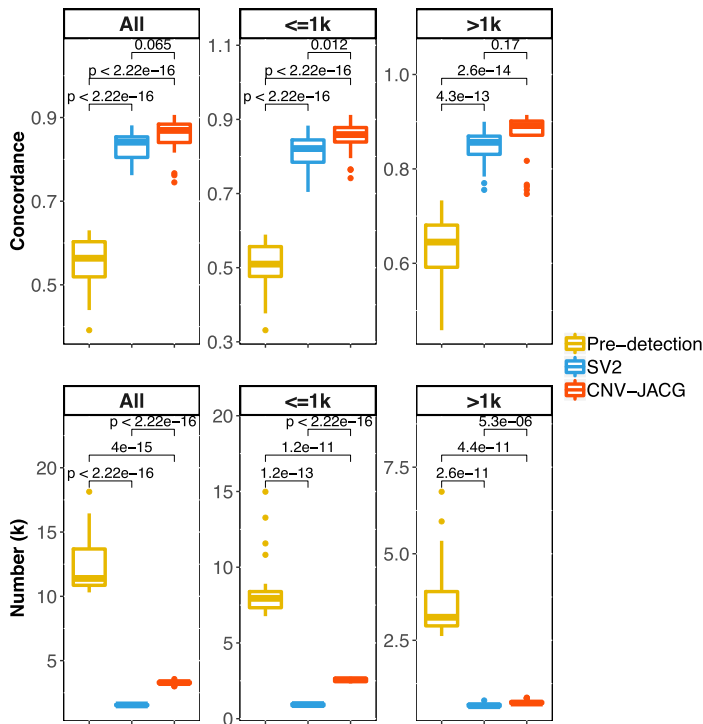 All
<=1k
>1k
Concordance
0.9
0.7
0.5
0.065
p < 2.22e−16
p < 2.22e−16
1.1
0.9
0.7
0.5
0.3
0.012
p < 2.22e−16
p < 2.22e−16
1.0
0.8
0.6
0.17
2.6e−14
4.3e−13
Pre−detection
SV2
CNV−JACG
All
<=1k
>1k
Number (k)
20
15
10
5
p < 2.22e−16
4e−15
p < 2.22e−16
20
15
10
5
0
p < 2.22e−16
1.2e−11
1.2e−13
7.5
5.0
2.5
5.3e−06
4.4e−11
2.6e−11